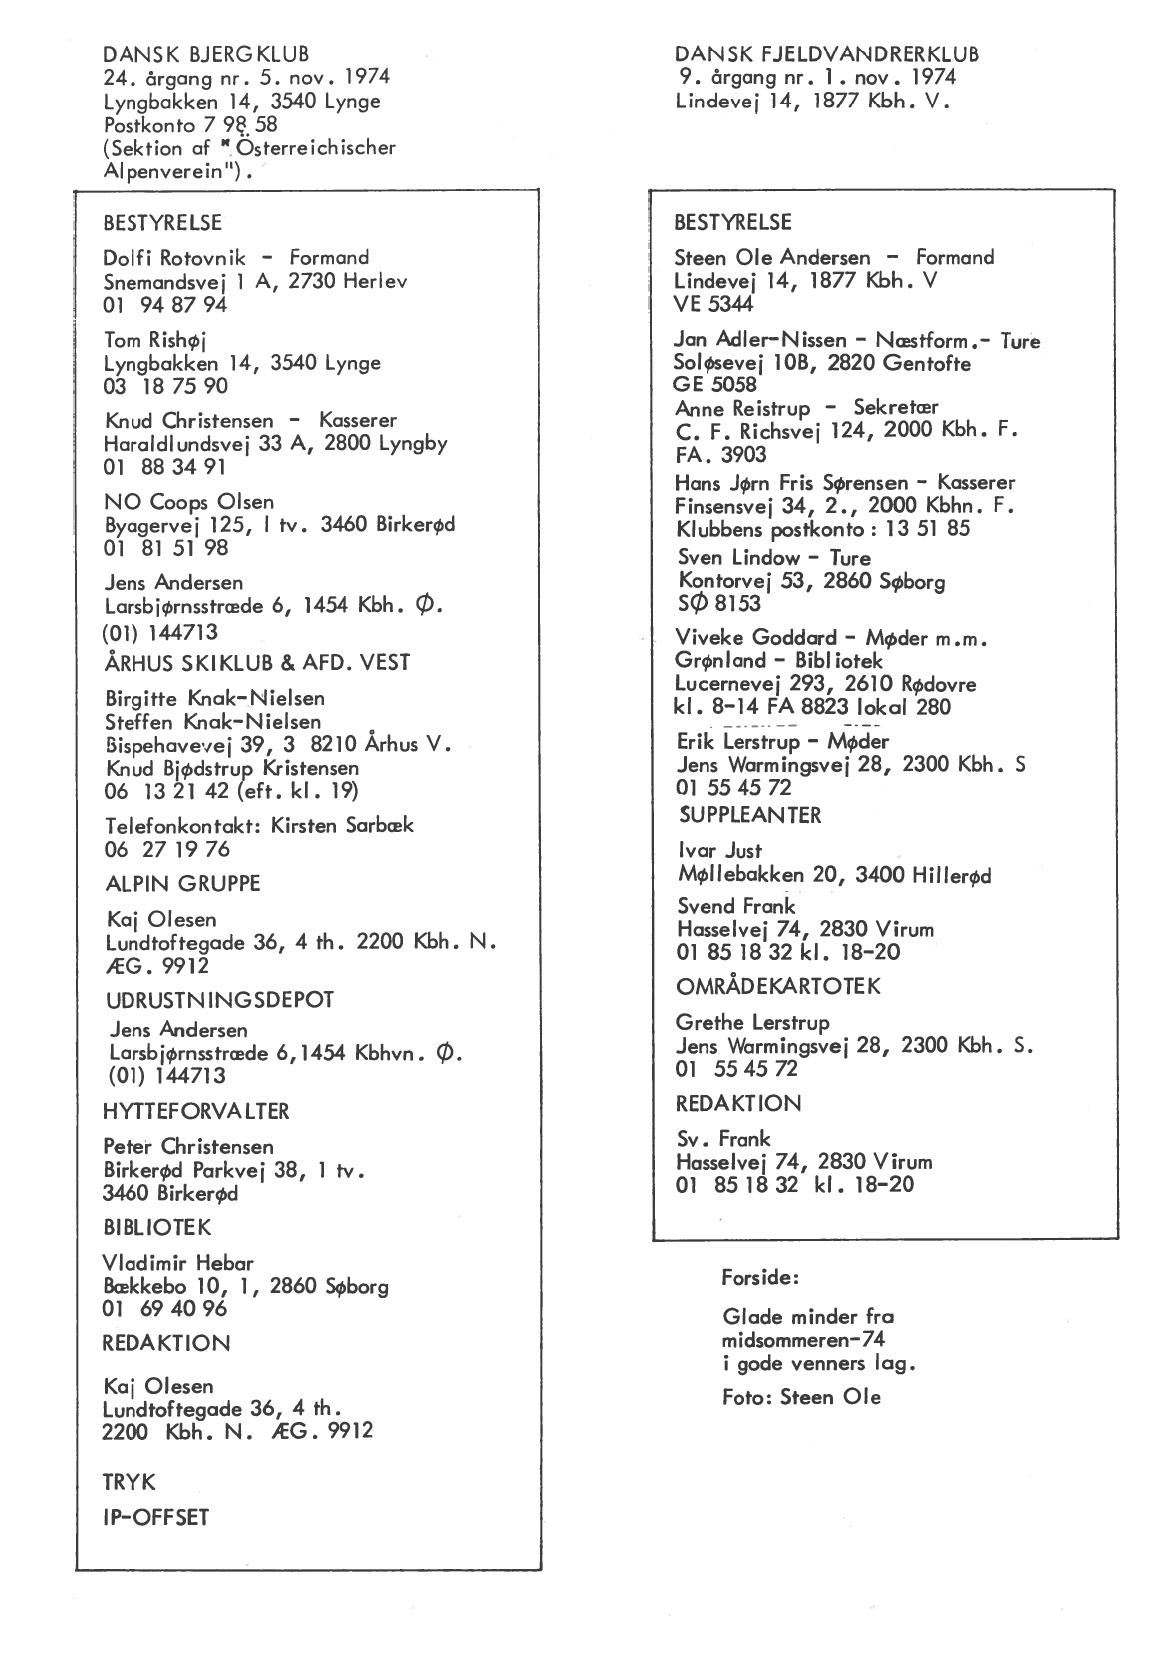 DANSK BJERGKLUB
24. årgang nr. 5. nov. 1974
Lyngbakken 14, 3540 Lynge
Postkonto 7 98 58
(Sektion af "Österreichischer
Alpenverein").
BESTYRELSE
Dolfi Rotovnik - Formand
Snemandsvej 1 A, 2730 Herlev
01 94 87 94
Tom Rishøj
Lyngbakken 14, 3540 Lynge
03 18 75 90
Knud Christensen - Kasserer
Haraldlundsvej 33 A, 2800 Lyngby
01 88 34 91
NO Coops Olsen
Byagervej 125, 1 tv. 3460 Birkerød
01 81 51 98
Jens Andersen
Larsbjørnsstræde 6, 1454 Kbh. Ø.
(01) 144713
ÅRHUS SKIKLUB & AFD. VEST
Birgitte Knak-Nielsen
Steffen Knak-Nielsen
Bispehavevej 39, 3 8210 Århus V.
Knud Bjødstrup Kristensen
06 13 21 42 (eft. kl. 19)
Telefonkontakt: Kirsten Sarbæk
06 27 19 76
ALPIN GRUPPE
Kaj Olesen
Lundtoftegade 36, 4 th. 2200 Kbh. N.
ÆG. 9912
UDRUSTNINGSDEPOT
Jens Andersen
Larsbjørnsstræde 6, 1454 Kbhvn. Ø.
(01) 144713
HYTTEFORVALTER
Peter Christensen
Birkerød Parkvej 38, 1 tv.
3460 Birkerød
BIBLIOTEK
Vladimir Hebar
Bækkebo 10, 1, 2860 Søborg
01 69 40 96
REDAKTION
Kaj Olesen
Lundtoftegade 36, 4 th.
2200 Kbh. N. ÆG. 9912
TRYK
IP-OFFSET
DANSK FJELDVANDRERKLUB
9. årgang nr. 1. nov. 1974
Lindevej 14, 1877 Kbh. V.
BESTYRELSE
Steen Ole Andersen - Formand
Lindevej 14, 1877 Kbh. V
VE 5344
Jan Adler-Nissen - Næstform.- Ture
Soløsevej 10B, 2820 Gentofte
GE 5058
Anne Reistrup - Sekretær
C. F. Richsvej 124, 2000 Kbh. F.
FA. 3903
Hans Jørn Fris Sørensen - Kasserer
Finsensvej 34, 2., 2000 Kbhn. F.
Klubbens postkonto : 13 51 85
Sven Lindow - Ture
Kontorvej 53, 2860 Søborg
SØ 8153
Viveke Goddard - Møder m.m.
Grønland - Bibliotek
Lucernevej 293, 2610 Rødovre
kl. 8-14 FA 8823 lokal 280
Erik Lerstrup - Møder
Jens Warmingsvej 28, 2300 Kbh. S
01 55 45 72
SUPPLEANTER
Ivar Just
Møllebakken 20, 3400 Hillerød
Svend Frank
Hasselvej 74, 2830 Virum
01 85 18 32 kl. 18-20
OMRÅDEKARTOTEK
Grethe Lerstrup
Jens Warmingsvej 28, 2300 Kbh. S.
01 55 45 72
REDAKTION
Sv. Frank
Hasselvej 74, 2830 Virum
01 85 18 32 kl. 18-20
Forside:
Glade minder fra
midsommeren-74
i gode venners lag.
Foto: Steen Ole